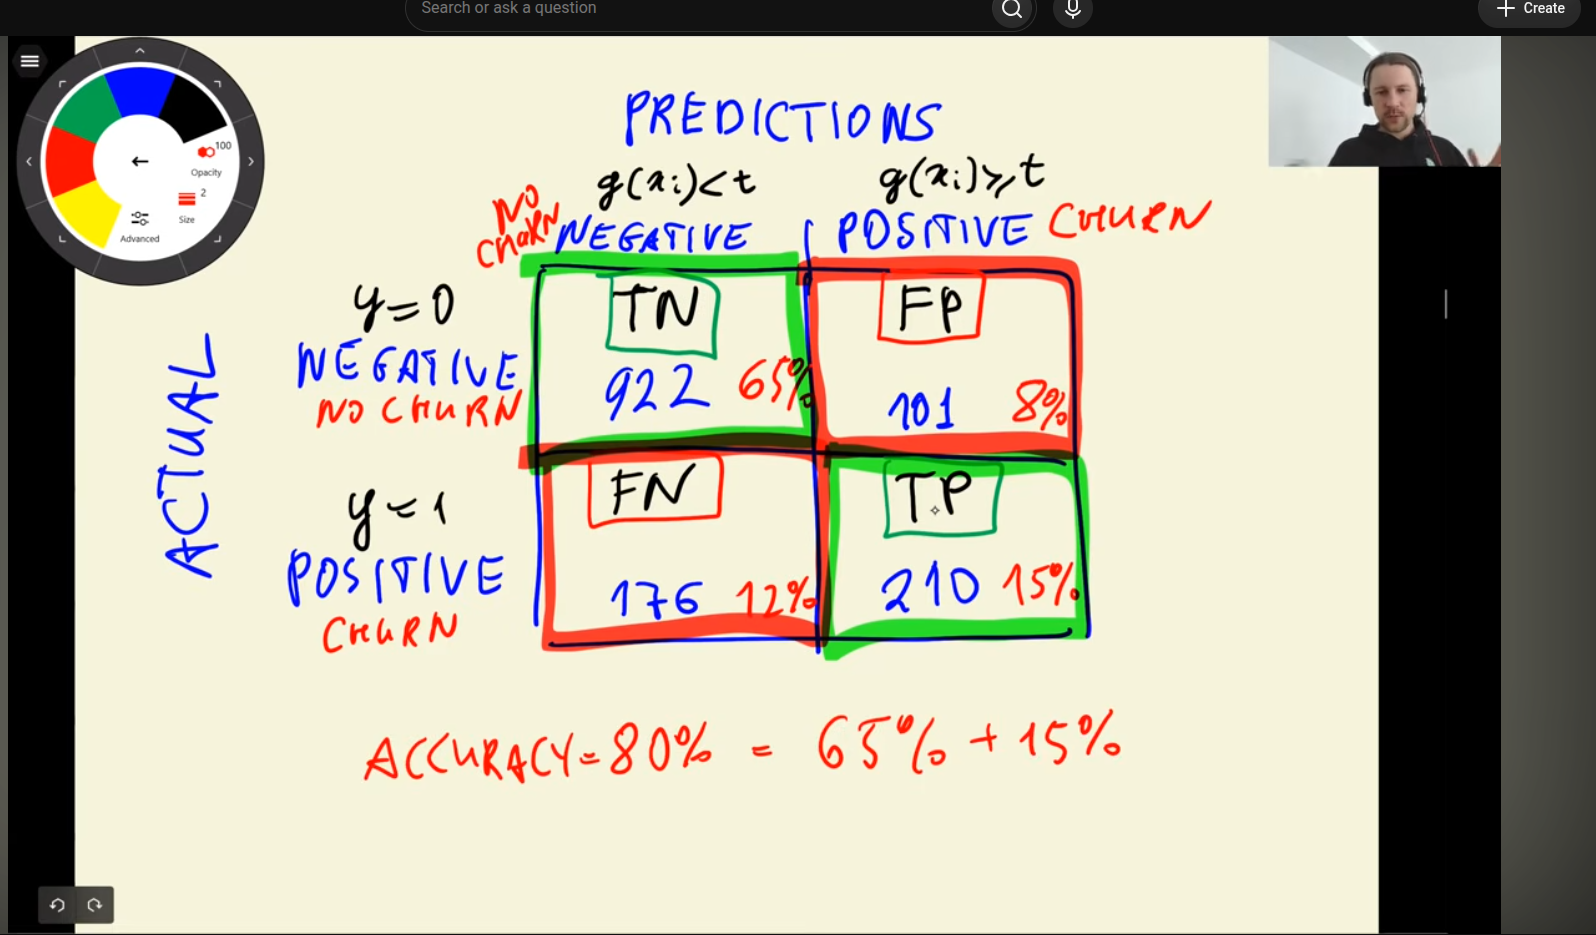 Search or ask a question
Create
100
Opacity
2
Size
Advanced
PREDICTIONS
g(xi)<t
g(xi)≥t
NO CHURN
NEGATIVE
POSITIVE CHURN
ACTUAL
y=0
NEGATIVE
NO CHURN
TN
922 65%
FP
101 8%
y=1
POSITIVE
CHURN
FN
176 12%
TP
210 15%
ACCURACY=80% = 65% + 15%